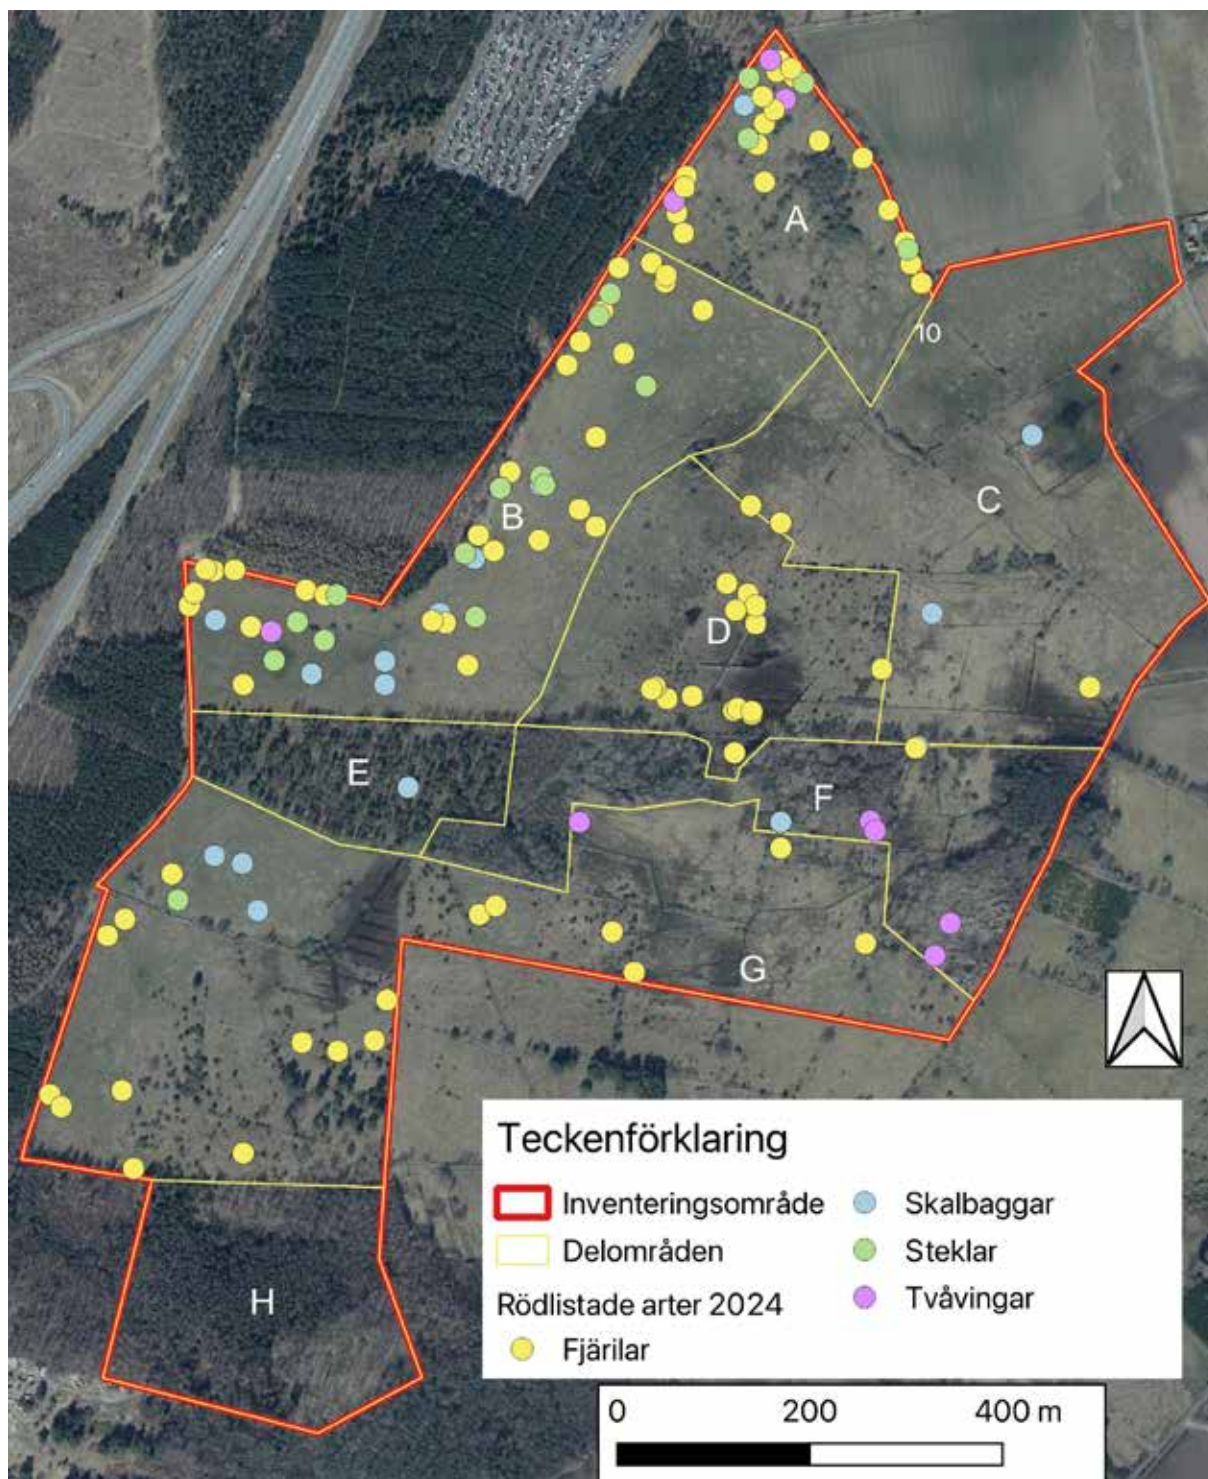 A
10
C
B
D
E
F
G
H
Teckenförklaring
Inventeringsområde
Delområden
Rödlistade arter 2024
Fjärilar
Skalbaggar
Steklar
Tvåvingar
0 200 400 m